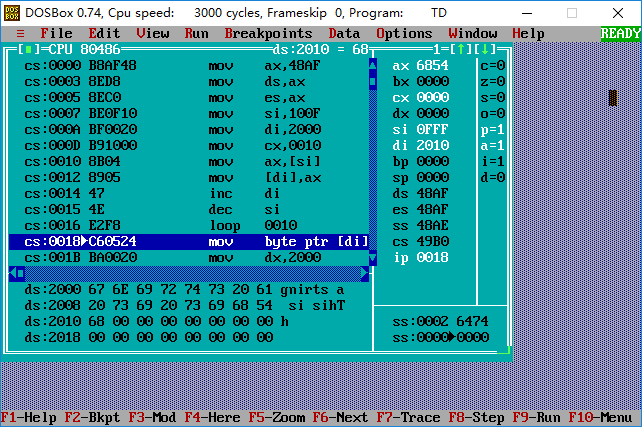 DOSBox 0.74, Cpu speed: 3000 cycles, Frameskip 0, Program: TD
≡ File Edit View Run Breakpoints Data Options Window Help READY
[■]=CPU 80486 ds:2010 = 68 1=[↑][↓]
cs:0000 B8AF48 mov ax,48AF ax 6854 c=0
cs:0003 8ED8 mov ds,ax bx 0000 z=0
cs:0005 8EC0 mov es,ax cx 0000 s=0
cs:0007 BE0F10 mov si,100F dx 0000 o=0
cs:000A BF0020 mov di,2000 si 0FFF p=1
cs:000D B91000 mov cx,0010 di 2010 a=1
cs:0010 8B04 mov ax,[si] bp 0000 i=1
cs:0012 8905 mov [di],ax sp 0000 d=0
cs:0014 47 inc di ds 48AF
cs:0015 4E dec si es 48AF
cs:0016 E2F8 loop 0010 ss 48AE
cs:0018►C60524 mov byte ptr [di] cs 49B0
cs:001B BA0020 mov dx,2000 ip 0018
ds:2000 67 6E 69 72 74 73 20 61 gnirts a
ds:2008 20 73 69 20 73 69 68 54  si sihT
ds:2010 68 00 00 00 00 00 00 00 h ss:0002 6474
ds:2018 00 00 00 00 00 00 00 00 ss:0000►0000
F1-Help F2-Bkpt F3-Mod F4-Here F5-Zoom F6-Next F7-Trace F8-Step F9-Run F10-Menu